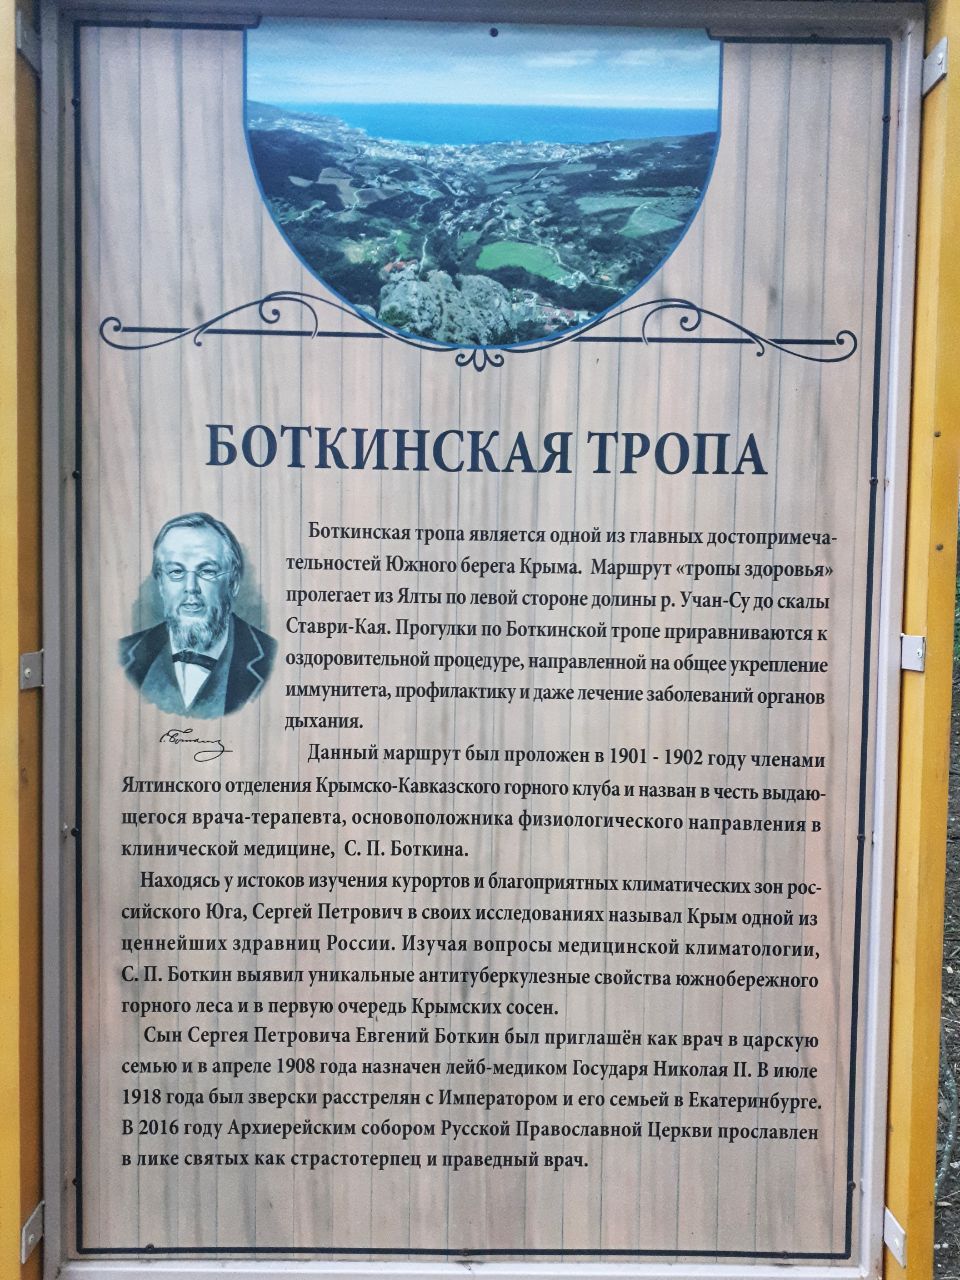 БОТКИНСКАЯ ТРОПА
Боткинская тропа является одной из главных достопримеча-
тельностей Южного берега Крыма. Маршрут «тропы здоровья»
пролегает из Ялты по левой стороне долины р. Учан-Су до скалы
Ставри-Кая. Прогулки по Боткинской тропе приравниваются к
оздоровительной процедуре, направленной на общее укрепление
иммунитета, профилактику и даже лечение заболеваний органов
дыхания.
Данный маршрут был проложен в 1901 - 1902 году членами
Ялтинского отделения Крымско-Кавказского горного клуба и назван в честь выдаю-
щегося врача-терапевта, основоположника физиологического направления в
клинической медицине, С. П. Боткина.
Находясь у истоков изучения курортов и благоприятных климатических зон рос-
сийского Юга, Сергей Петрович в своих исследованиях называл Крым одной из
ценнейших здравниц России. Изучая вопросы медицинской климатологии,
С. П. Боткин выявил уникальные антитуберкулезные свойства южнобережного
горного леса и в первую очередь Крымских сосен.
Сын Сергея Петровича Евгений Боткин был приглашён как врач в царскую
семью и в апреле 1908 года назначен лейб-медиком Государя Николая II. В июле
1918 года был зверски расстрелян с Императором и его семьей в Екатеринбурге.
В 2016 году Архиерейским собором Русской Православной Церкви прославлен
в лике святых как страстотерпец и праведный врач.